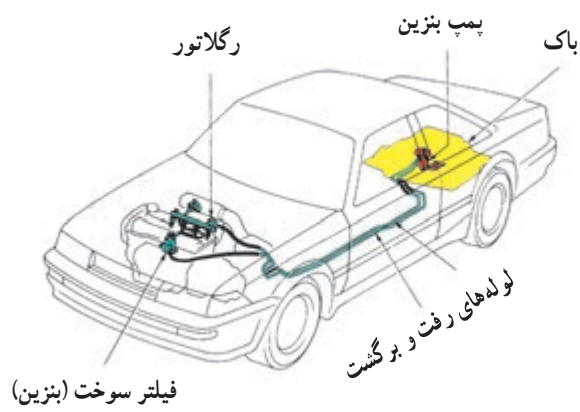 پمپ بنزین
باک
رگلاتور
لوله‌های رفت و برگشت
فیلتر سوخت (بنزین)